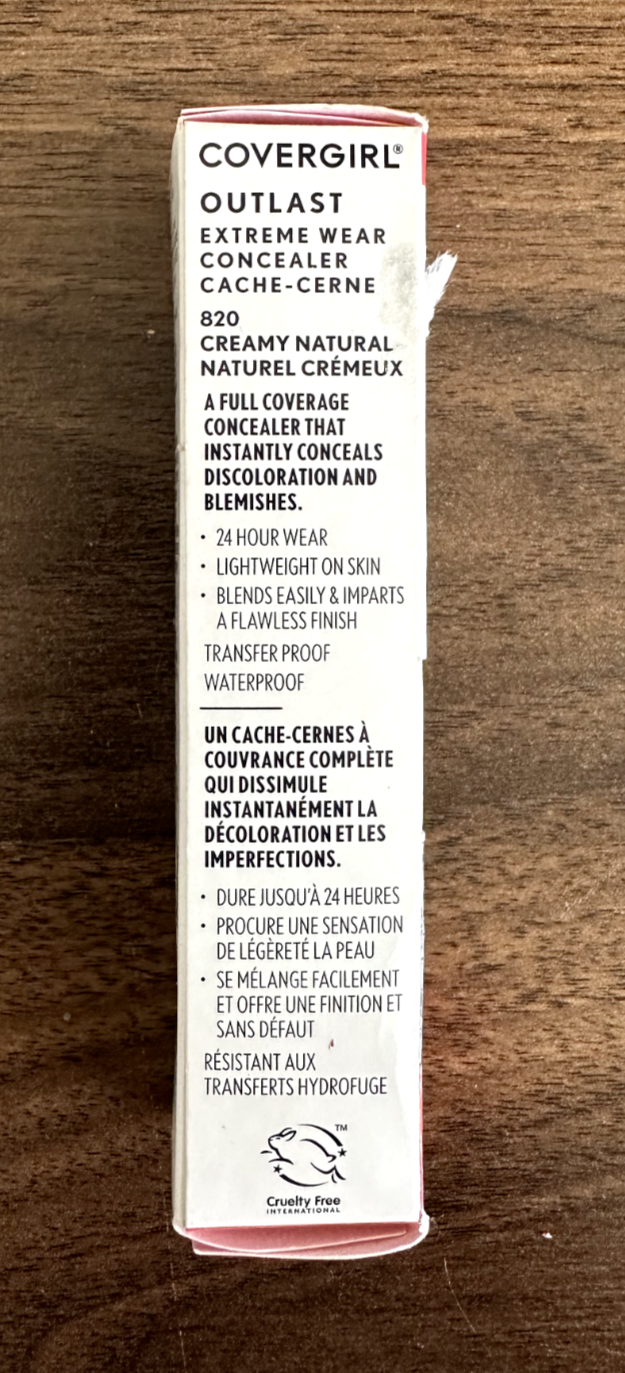 COVERGIRL®
OUTLAST
EXTREME WEAR
CONCEALER
CACHE-CERNE
820
CREAMY NATURAL
NATUREL CRÉMEUX
A FULL COVERAGE
CONCEALER THAT
INSTANTLY CONCEALS
DISCOLORATION AND
BLEMISHES.
• 24 HOUR WEAR
• LIGHTWEIGHT ON SKIN
• BLENDS EASILY & IMPARTS
A FLAWLESS FINISH
TRANSFER PROOF
WATERPROOF
UN CACHE-CERNES À
COUVRANCE COMPLÈTE
QUI DISSIMULE
INSTANTANÉMENT LA
DÉCOLORATION ET LES
IMPERFECTIONS.
• DURE JUSQU'À 24 HEURES
• PROCURE UNE SENSATION
DE LÉGÈRETÉ LA PEAU
• SE MÉLANGE FACILEMENT
ET OFFRE UNE FINITION ET
SANS DÉFAUT
RÉSISTANT AUX
TRANSFERTS HYDROFUGE
TM
Cruelty Free
INTERNATIONAL